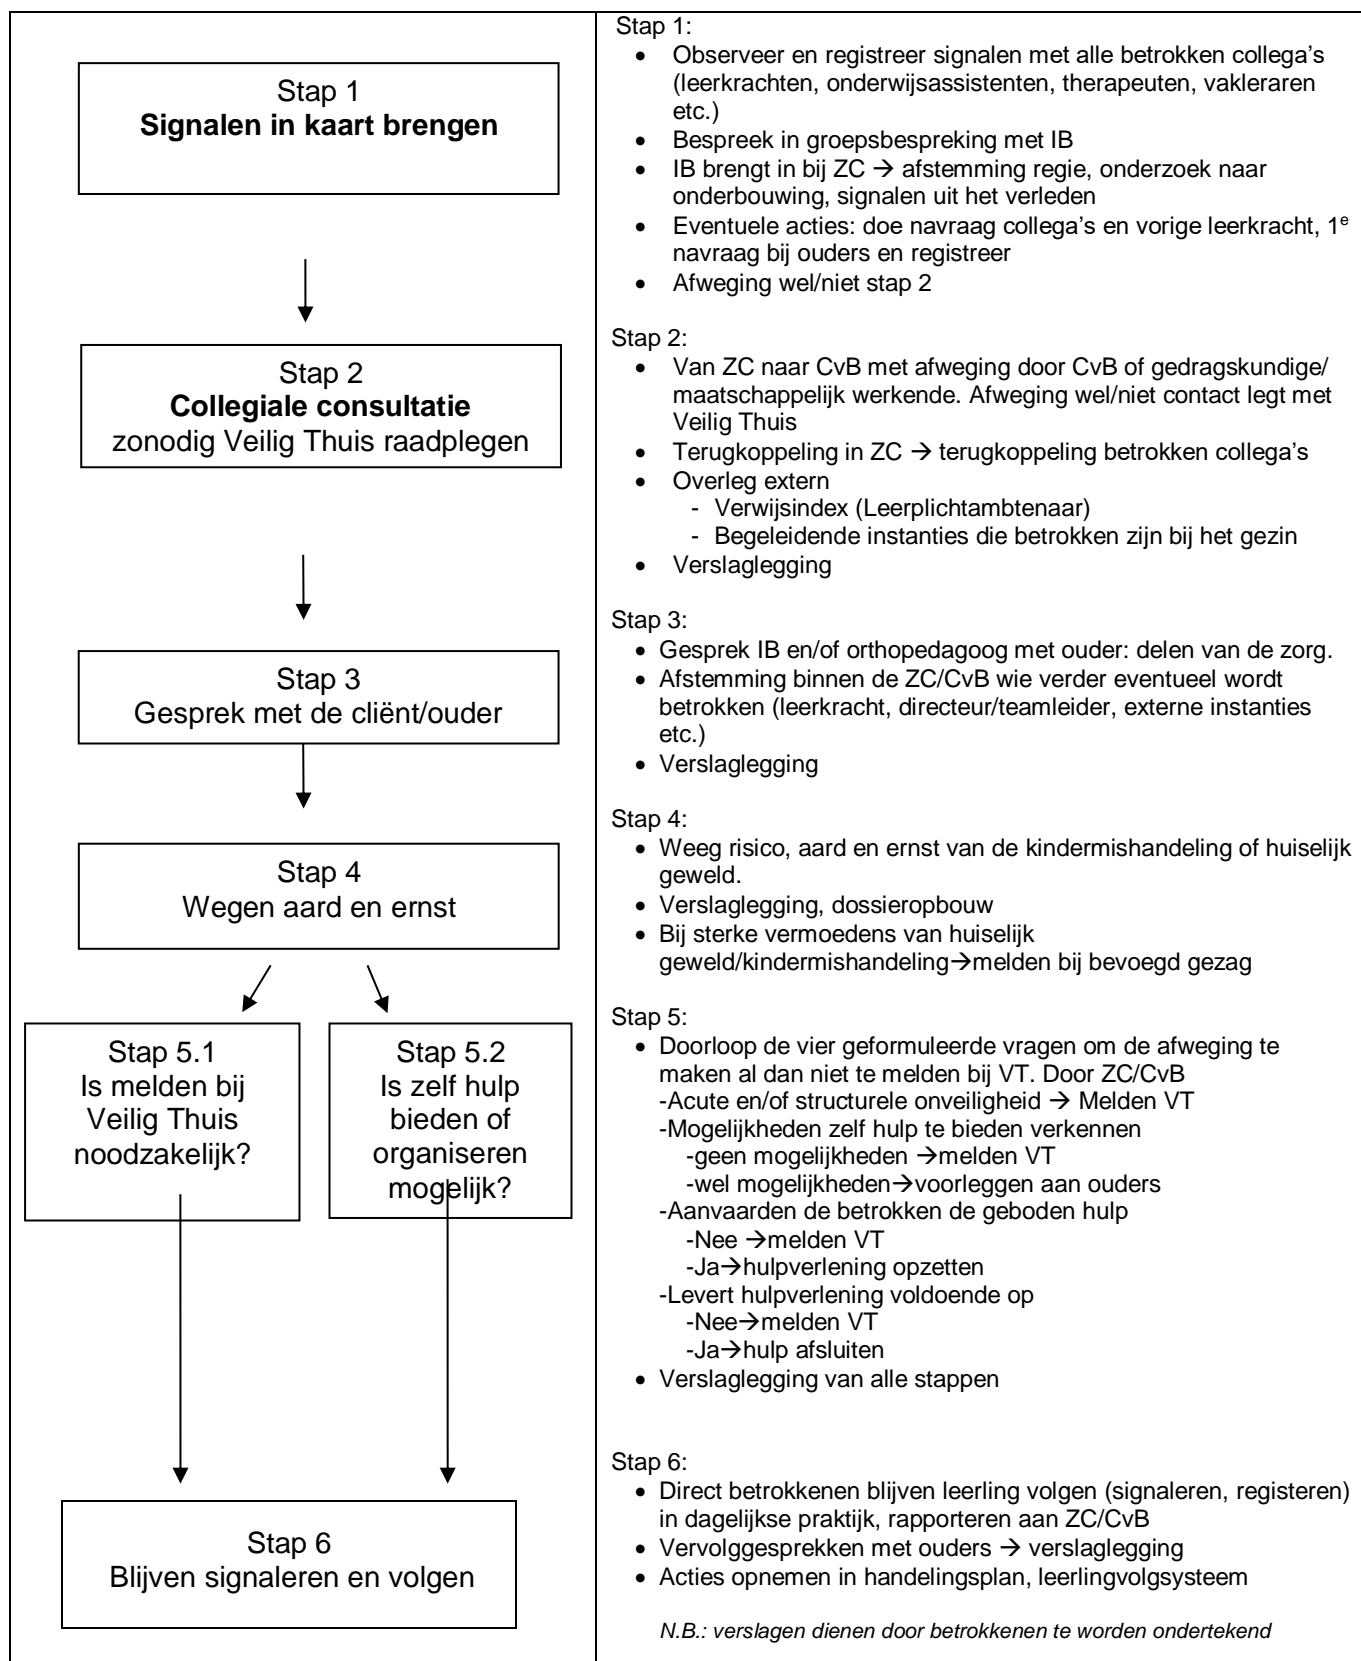 Stap 1
Signalen in kaart brengen
Stap 2
Collegiale consultatie
zonodig Veilig Thuis raadplegen
Stap 3
Gesprek met de cliënt/ouder
Stap 4
Wegen aard en ernst
Stap 5.1
Is melden bij
Veilig Thuis
noodzakelijk?
Stap 5.2
Is zelf hulp
bieden of
organiseren
mogelijk?
Stap 6
Blijven signaleren en volgen
Stap 1:
• Observeer en registreer signalen met alle betrokken collega’s
(leerkrachten, onderwijsassistenten, therapeuten, vakleraren
etc.)
• Bespreek in groepsbespreking met IB
• IB brengt in bij ZC → afstemming regie, onderzoek naar
onderbouwing, signalen uit het verleden
• Eventuele acties: doe navraag collega’s en vorige leerkracht, 1e
navraag bij ouders en registreer
• Afweging wel/niet stap 2
Stap 2:
• Van ZC naar CvB met afweging door CvB of gedragskundige/
maatschappelijk werkende. Afweging wel/niet contact legt met
Veilig Thuis
• Terugkoppeling in ZC → terugkoppeling betrokken collega’s
• Overleg extern
- Verwijsindex (Leerplichtambtenaar)
- Begeleidende instanties die betrokken zijn bij het gezin
• Verslaglegging
Stap 3:
• Gesprek IB en/of orthopedagoog met ouder: delen van de zorg.
• Afstemming binnen de ZC/CvB wie verder eventueel wordt
betrokken (leerkracht, directeur/teamleider, externe instanties
etc.)
• Verslaglegging
Stap 4:
• Weeg risico, aard en ernst van de kindermishandeling of huiselijk
geweld.
• Verslaglegging, dossieropbouw
• Bij sterke vermoedens van huiselijk
geweld/kindermishandeling→melden bij bevoegd gezag
Stap 5:
• Doorloop de vier geformuleerde vragen om de afweging te
maken al dan niet te melden bij VT. Door ZC/CvB
-Acute en/of structurele onveiligheid → Melden VT
-Mogelijkheden zelf hulp te bieden verkennen
-geen mogelijkheden →melden VT
-wel mogelijkheden→voorleggen aan ouders
-Aanvaarden de betrokken de geboden hulp
-Nee →melden VT
-Ja→hulpverlening opzetten
-Levert hulpverlening voldoende op
-Nee→melden VT
-Ja→hulp afsluiten
• Verslaglegging van alle stappen
Stap 6:
• Direct betrokkenen blijven leerling volgen (signaleren, registeren)
in dagelijkse praktijk, rapporteren aan ZC/CvB
• Vervolggesprekken met ouders → verslaglegging
• Acties opnemen in handelingsplan, leerlingvolgsysteem
N.B.: verslagen dienen door betrokkenen te worden ondertekend